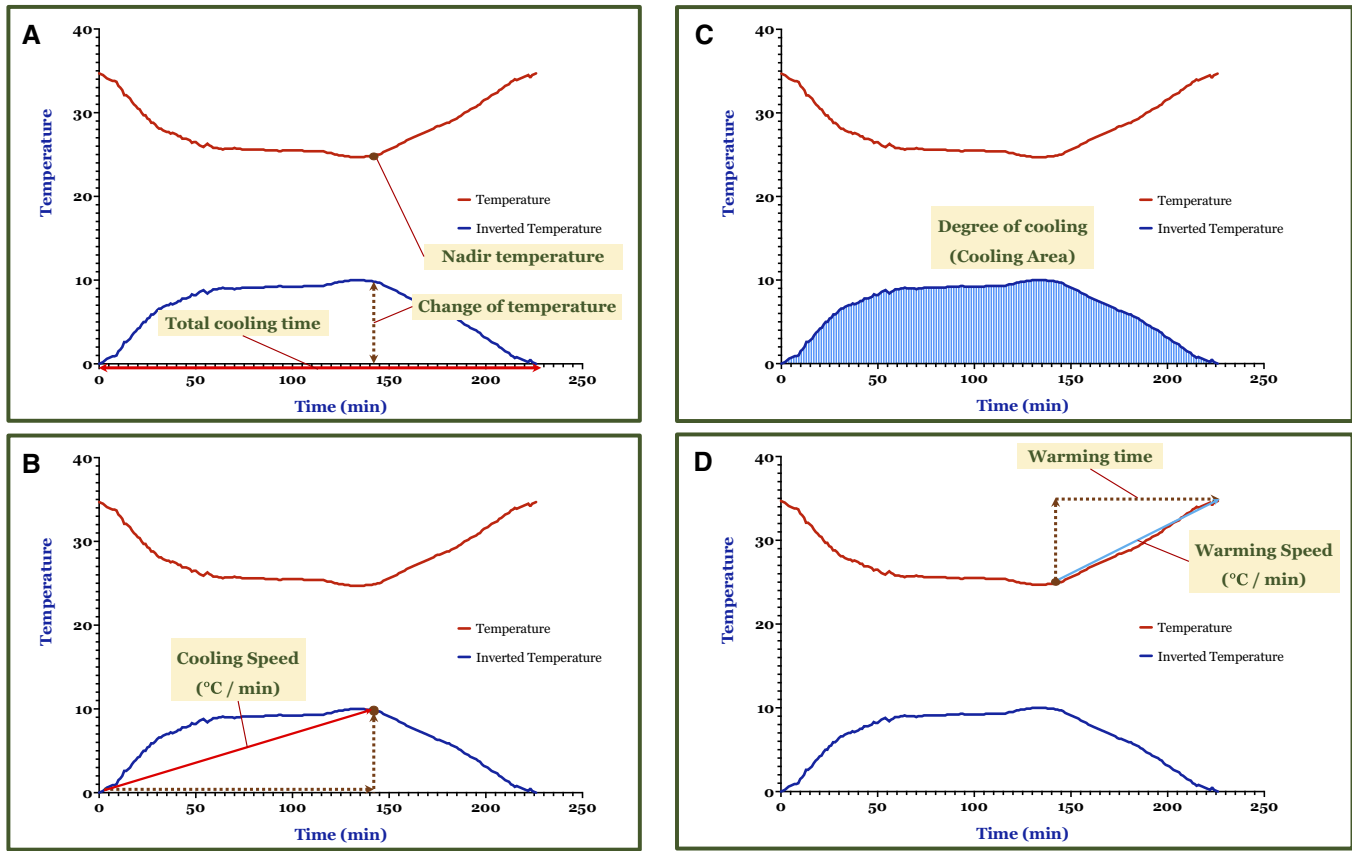 A
40
30
20
10
0
Temperature
Temperature
Inverted Temperature
Nadir temperature
Change of temperature
Total cooling time
0
50
100
150
200
250
Time (min)
C
40
30
20
10
0
Temperature
Temperature
Inverted Temperature
Degree of cooling
(Cooling Area)
0
50
100
150
200
250
Time (min)
B
40
30
20
10
0
Temperature
Temperature
Inverted Temperature
Cooling Speed
(°C / min)
0
50
100
150
200
250
Time (min)
D
40
30
20
10
0
Temperature
Warming time
Warming Speed
(°C / min)
Temperature
Inverted Temperature
0
50
100
150
200
250
Time (min)